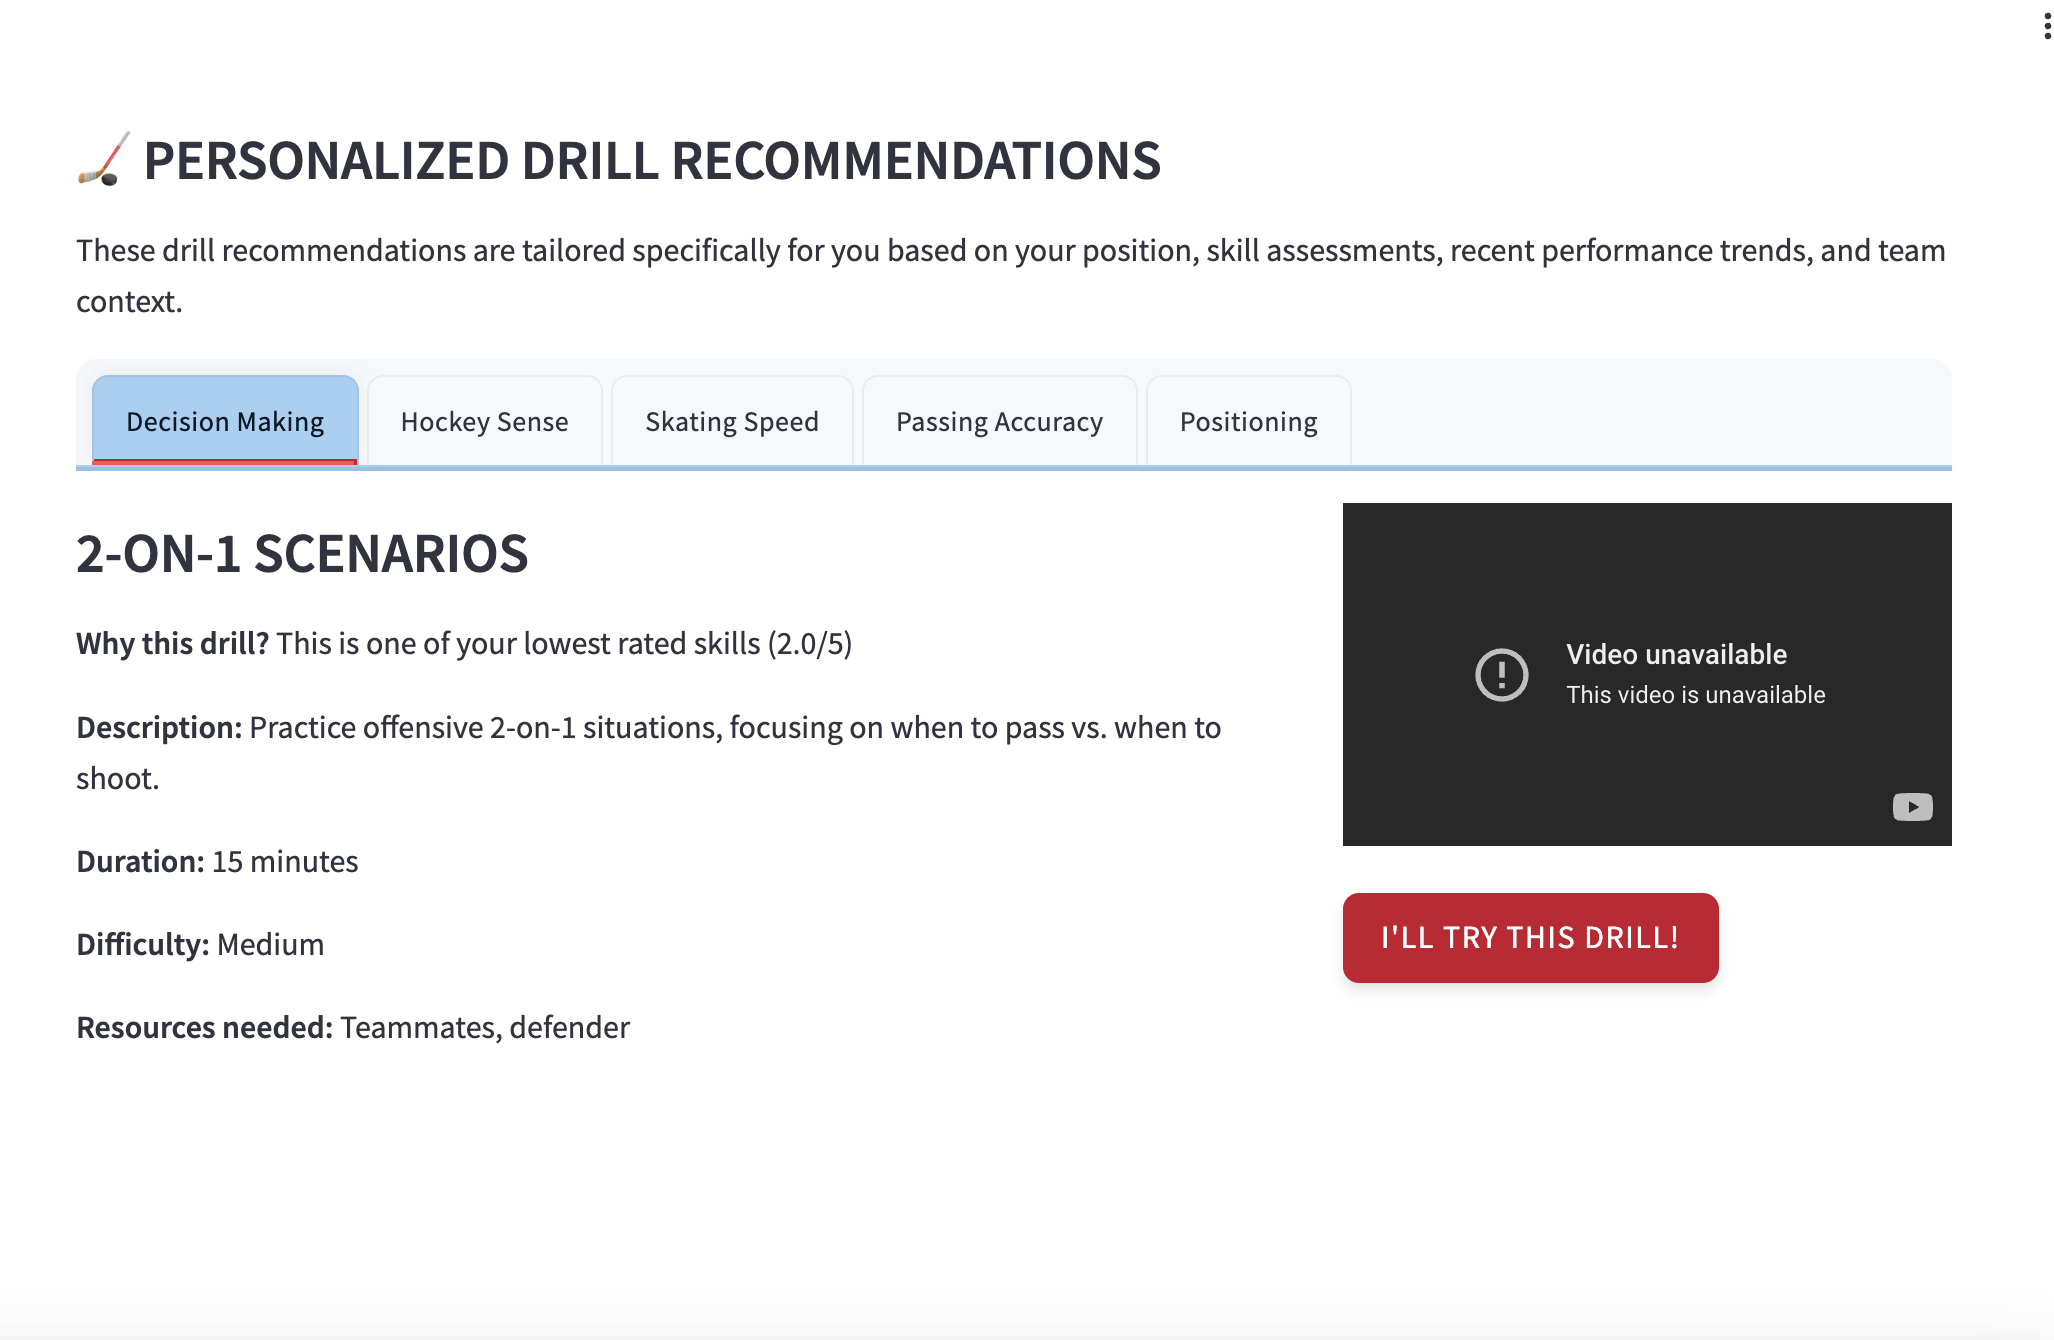 PERSONALIZED DRILL RECOMMENDATIONS
These drill recommendations are tailored specifically for you based on your position, skill assessments, recent performance trends, and team
context.
Decision Making
Hockey Sense
Skating Speed
Passing Accuracy
Positioning
2-ON-1 SCENARIOS
Why this drill? This is one of your lowest rated skills (2.0/5)
Description: Practice offensive 2-on-1 situations, focusing on when to pass vs. when to
shoot.
Duration: 15 minutes
Difficulty: Medium
Resources needed: Teammates, defender
Video unavailable
This video is unavailable
I'LL TRY THIS DRILL!